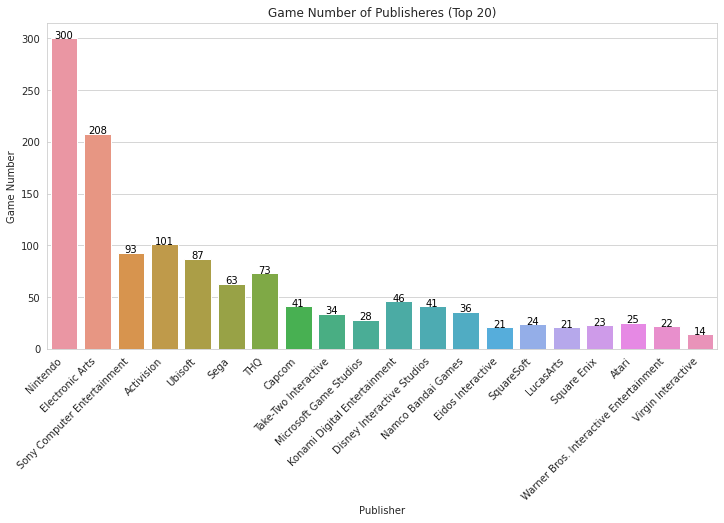 Game Number of Publisheres (Top 20)
Game Number
300
250
200
150
100
50
0
300
208
93
101
87
63
73
41
34
28
46
41
36
21
24
21
23
25
22
14
Nintendo
Electronic Arts
Sony Computer Entertainment
Activision
Ubisoft
Sega
THQ
Capcom
Take-Two Interactive
Microsoft Game Studios
Konami Digital Entertainment
Disney Interactive Studios
Namco Bandai Games
Eidos Interactive
SquareSoft
LucasArts
Square Enix
Atari
Warner Bros. Interactive Entertainment
Virgin Interactive
Publisher